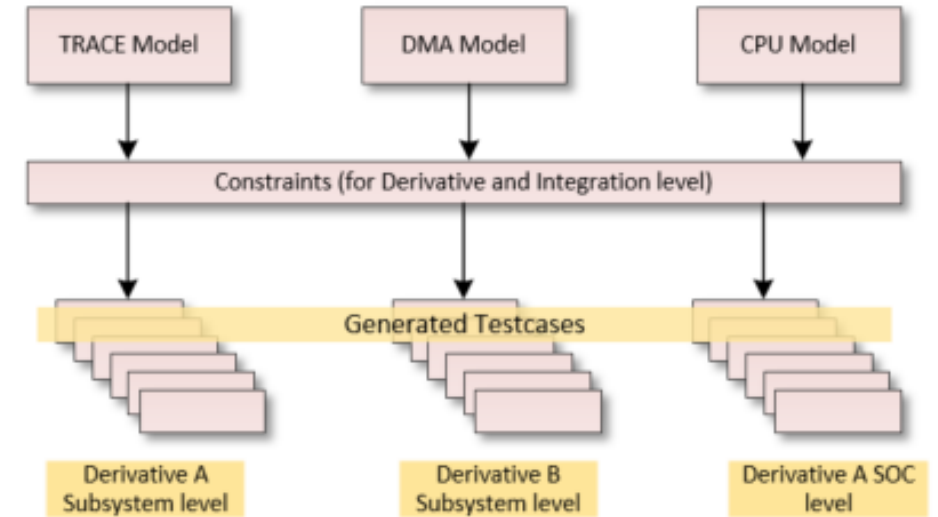 TRACE Model
DMA Model
CPU Model
Constraints (for Derivative and Integration level)
Generated Testcases
Derivative A
Subsystem level
Derivative B
Subsystem level
Derivative A SOC
level